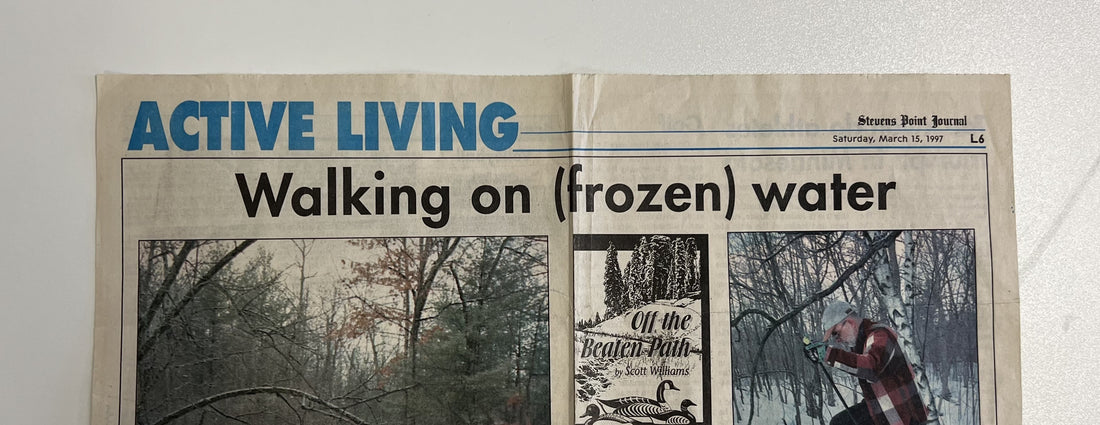 ACTIVE LIVING
Stevens Point Journal
Saturday, March 15, 1997 L6
Walking on (frozen) water
Off the
Beaten Path
by Scott Williams